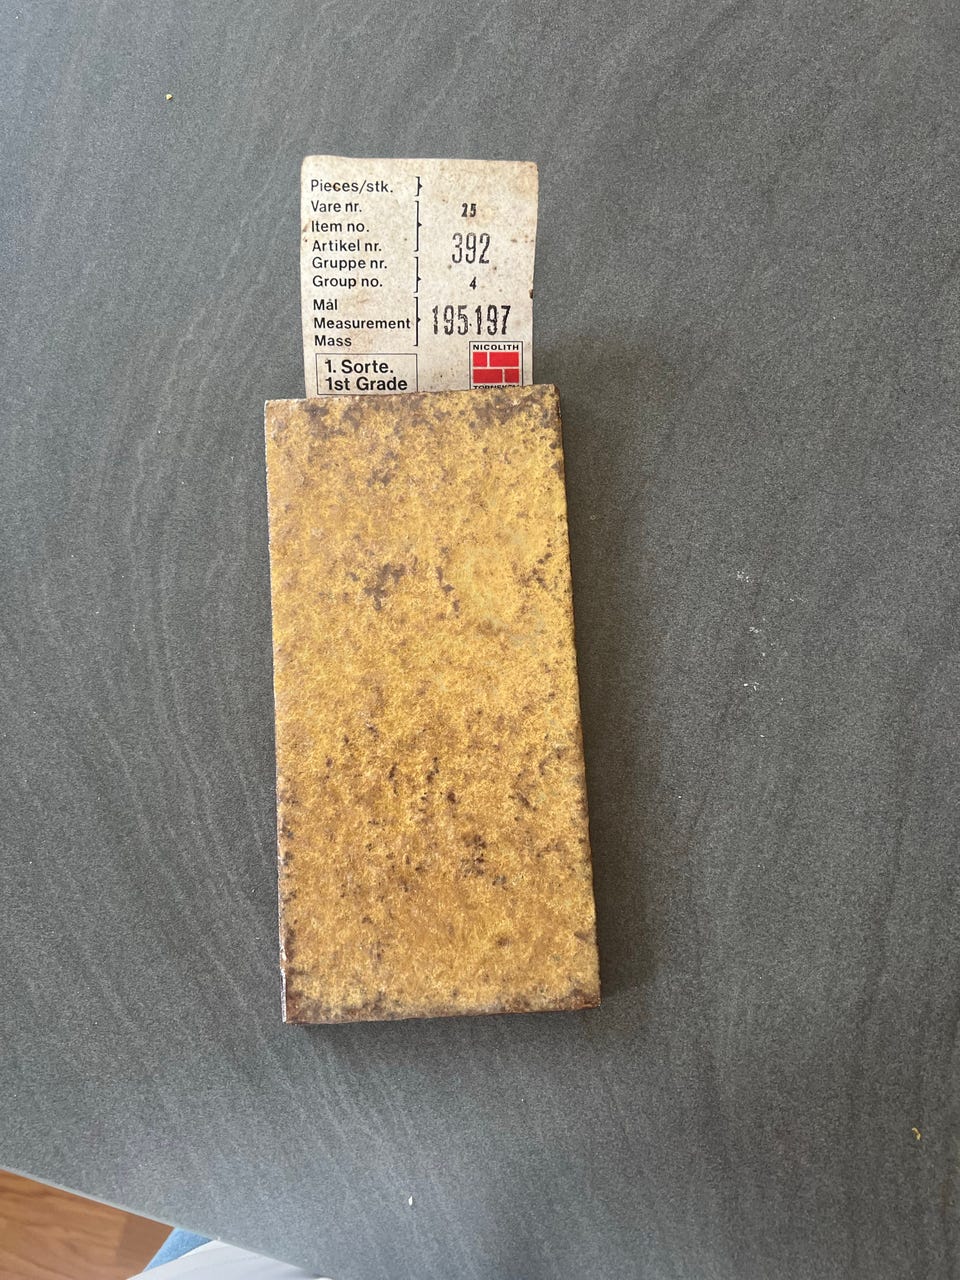 Pieces/stk.
Vare nr. 25
Item no.
Artikel nr. 392
Gruppe nr.
Group no. 4
Mål
Measurement 195·197
Mass
1. Sorte.
1st Grade
NICOLITH